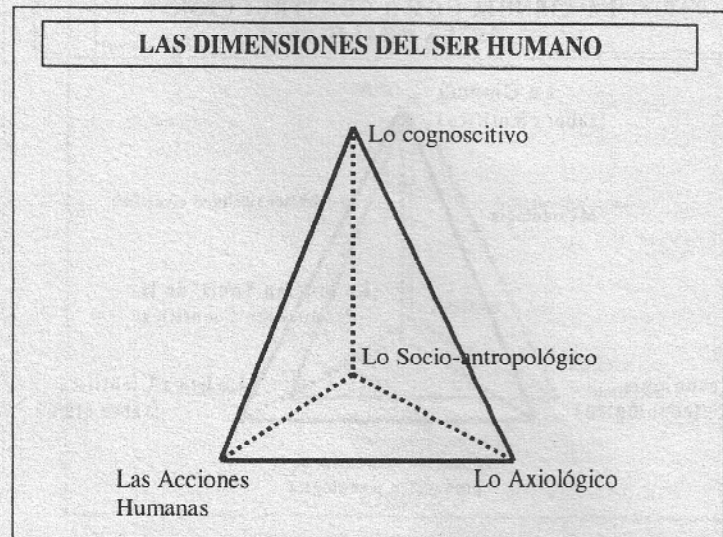 LAS DIMENSIONES DEL SER HUMANO
Lo cognoscitivo
Lo Socio-antropológico
Las Acciones
Humanas
Lo Axiológico